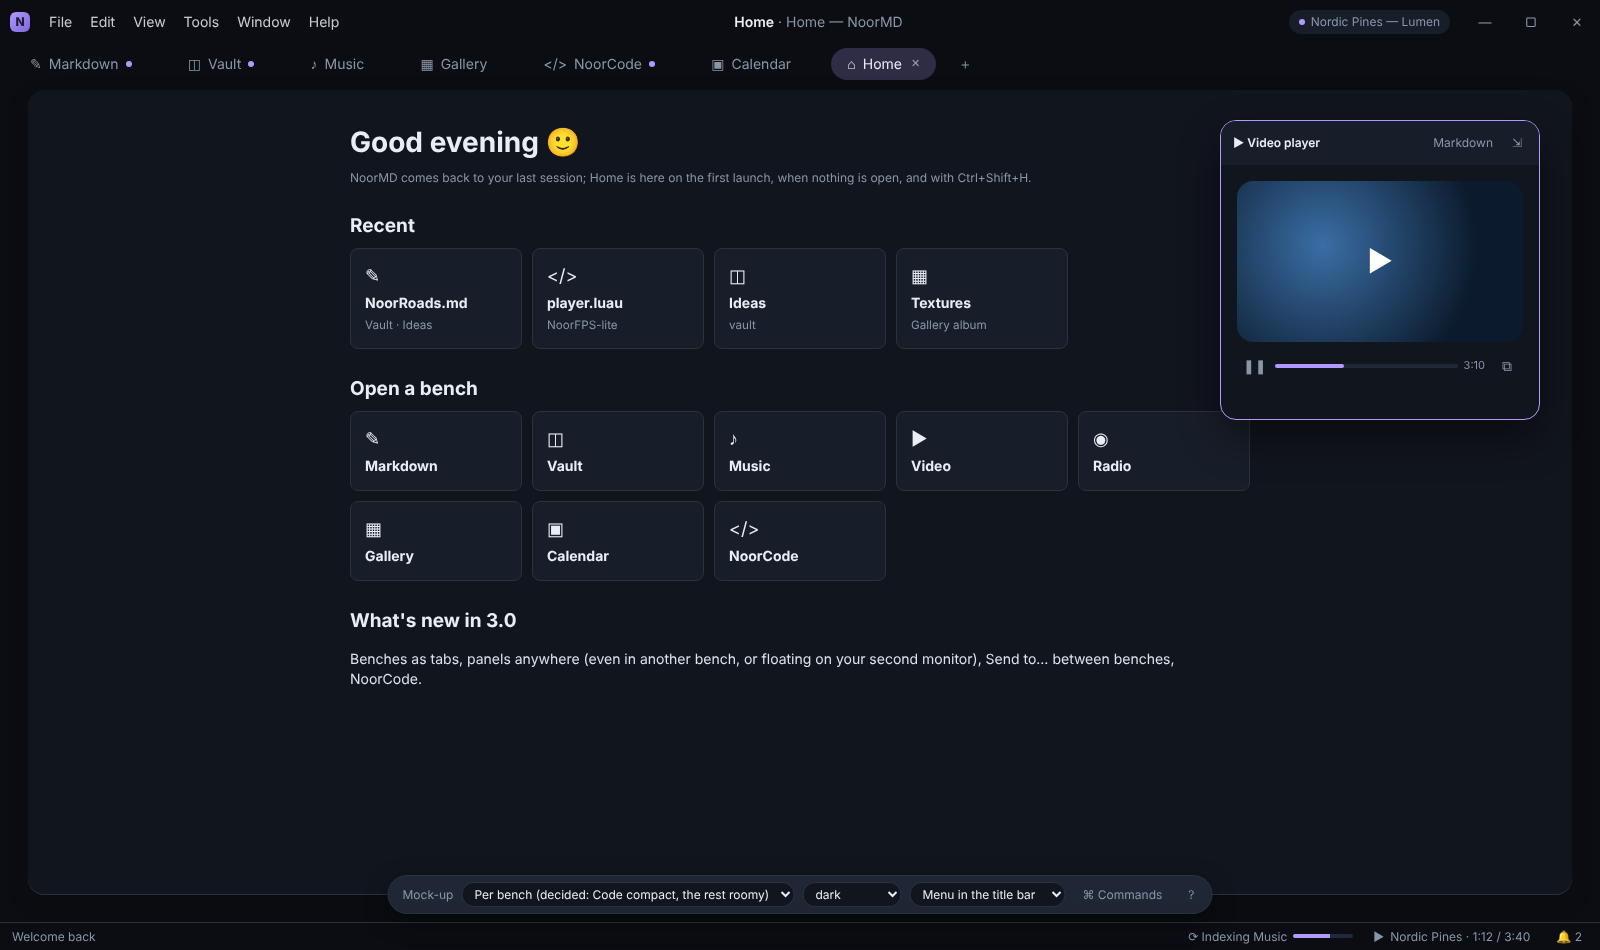 N File Edit View Tools Window Help
Home · Home — NoorMD
Nordic Pines — Lumen
Markdown Vault Music Gallery </> NoorCode Calendar Home × +
Good evening 🙂
NoorMD comes back to your last session; Home is here on the first launch, when nothing is open, and with Ctrl+Shift+H.
Recent
NoorRoads.md
Vault · Ideas
</>
player.luau
NoorFPS-lite
Ideas
vault
Textures
Gallery album
Video player Markdown
3:10
Open a bench
Markdown
Vault
Music
Video
Radio
Gallery
Calendar
</>
NoorCode
What's new in 3.0
Benches as tabs, panels anywhere (even in another bench, or floating on your second monitor), Send to... between benches,
NoorCode.
Mock-up Per bench (decided: Code compact, the rest roomy) dark Menu in the title bar ⌘ Commands ?
Welcome back
Indexing Music
Nordic Pines · 1:12 / 3:40
🔔 2